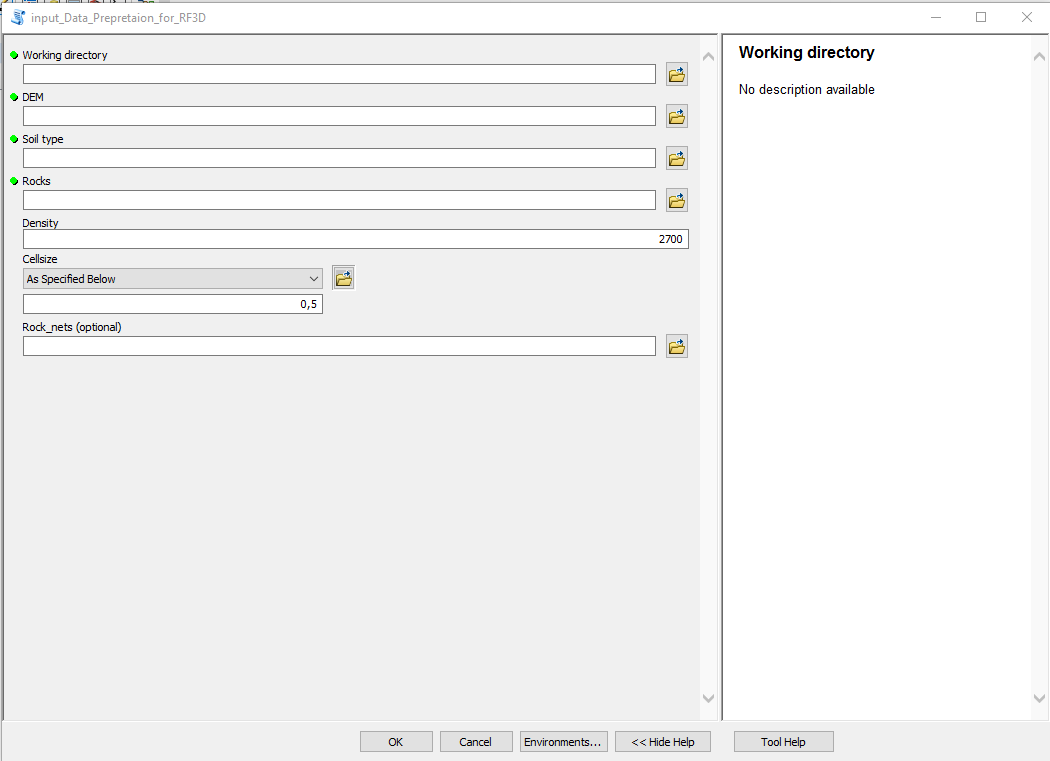 input_Data_Prepretaion_for_RF3D
Working directory
DEM
Soil type
Rocks
Density
2700
Cellsize
As Specified Below
0,5
Rock_nets (optional)
Working directory
No description available
OK
Cancel
Environments...
<< Hide Help
Tool Help